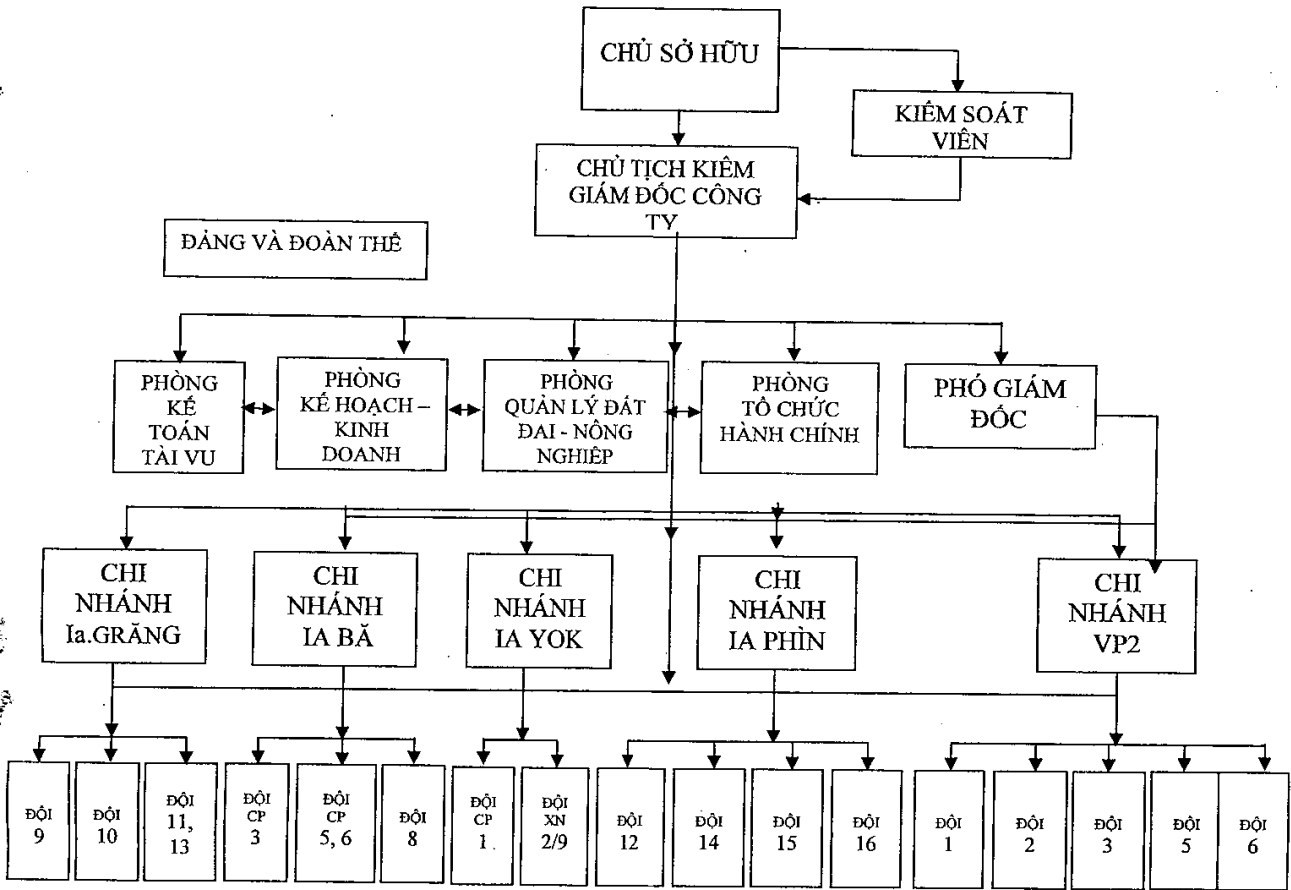 CHỦ SỞ HỮU
KIỂM SOÁT
VIÊN
CHỦ TỊCH KIÊM
GIÁM ĐỐC CÔNG
TY
ĐẢNG VÀ ĐOÀN THỂ
PHÒNG
KẾ
TOÁN
TÀI VỤ
PHÒNG
KẾ HOẠCH –
KINH
DOANH
PHÒNG
QUẢN LÝ ĐẤT
ĐAI - NÔNG
NGHIỆP
PHÒNG
TỔ CHỨC
HÀNH CHÍNH
PHÓ GIÁM
ĐỐC
CHI
NHÁNH
Ia.GRĂNG
CHI
NHÁNH
IA BĂ
CHI
NHÁNH
IA YOK
CHI
NHÁNH
IA PHÌN
CHI
NHÁNH
VP2
ĐỘI
9
ĐỘI
10
ĐỘI
11,
13
ĐỘI
CP
3
ĐỘI
CP
5, 6
ĐỘI
8
ĐỘI
CP
1
ĐỘI
XN
2/9
ĐỘI
12
ĐỘI
14
ĐỘI
15
ĐỘI
16
ĐỘI
1
ĐỘI
2
ĐỘI
3
ĐỘI
5
ĐỘI
6